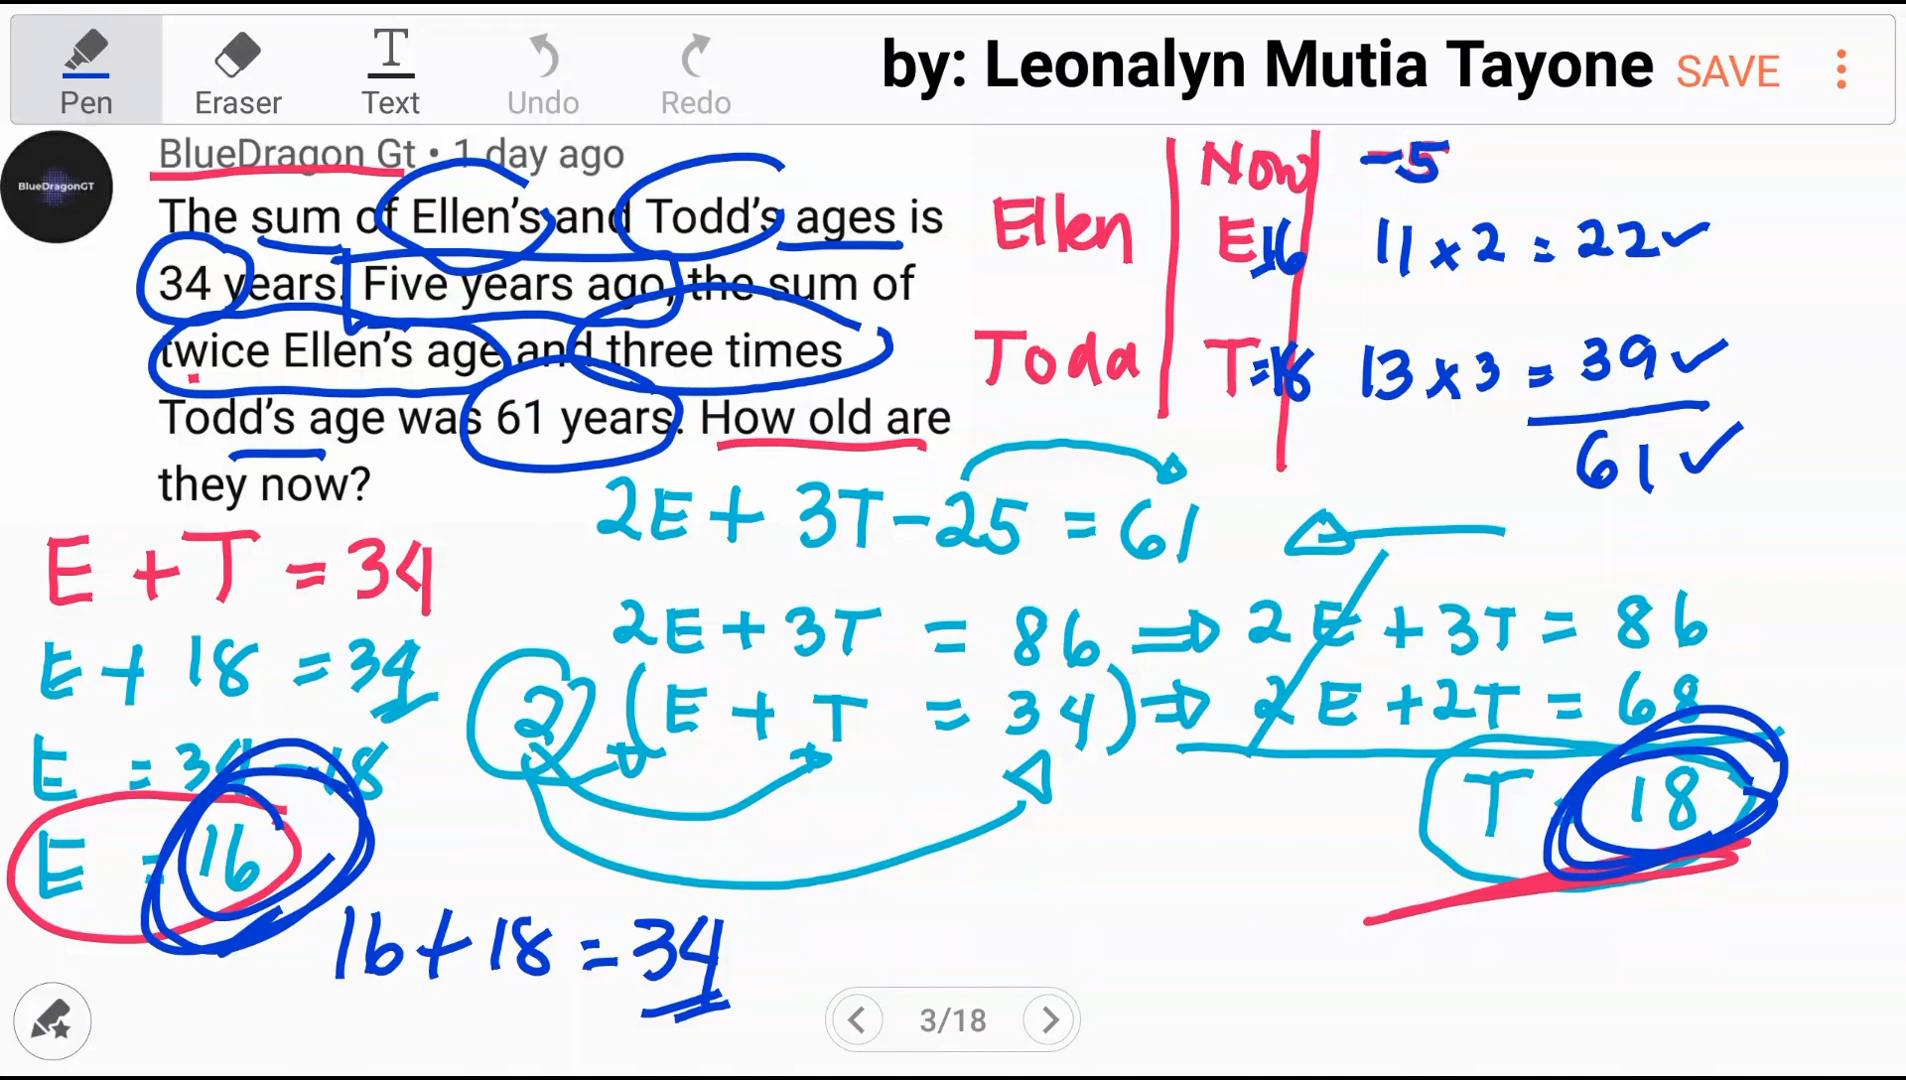 Pen Eraser Text Undo Redo by: Leonalyn Mutia Tayone SAVE
BlueDragonGT
BlueDragon Gt • 1 day ago
The sum of Ellen's and Todd's ages is
34 years. Five years ago, the sum of
twice Ellen's age and three times
Todd's age was 61 years. How old are
they now?
Now -5
Ellen E=16 11 x 2 = 22 ✓
Todd T=18 13 x 3 = 39 ✓
61 ✓
2E + 3T - 25 = 61
2E + 3T = 86 ⇒ 2E + 3T = 86
2 (E + T = 34) ⇒ 2E + 2T = 68
T = 18
E + T = 34
E + 18 = 34
E = 34 - 18
E = 16
16 + 18 = 34
3/18